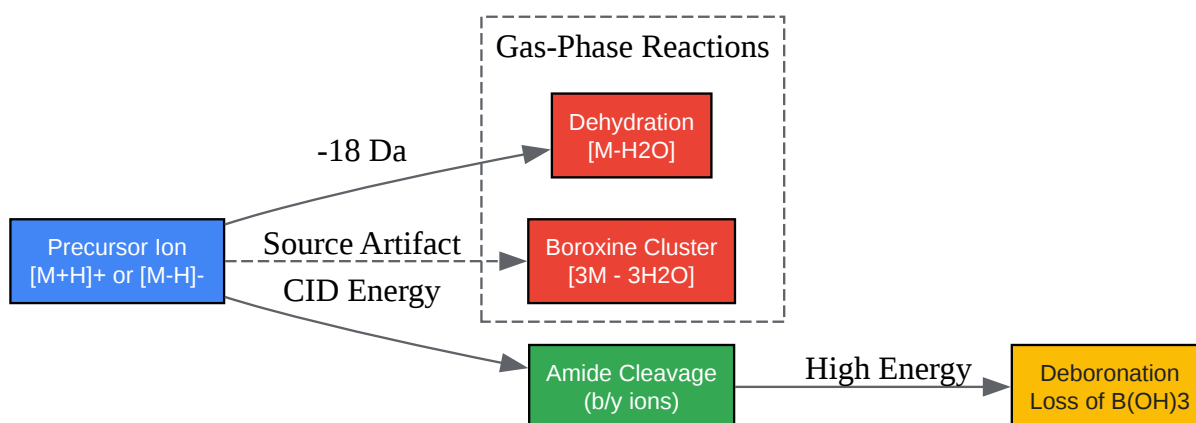 Gas-Phase Reactions
Dehydration
[M-H2O]
-18 Da
Precursor Ion
[M+H]+ or [M-H]-
Source Artifact
Boroxine Cluster
[3M - 3H2O]
CID Energy
Amide Cleavage
(b/y ions)
High Energy
Deboronation
Loss of B(OH)3